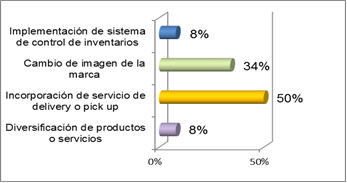 Implementación de sistema
de control de inventarios
8%
Cambio de imagen de la
marca
34%
Incorporación de servicio de
delivery o pick up
50%
Diversificación de productos
o servicios
8%
0%
50%